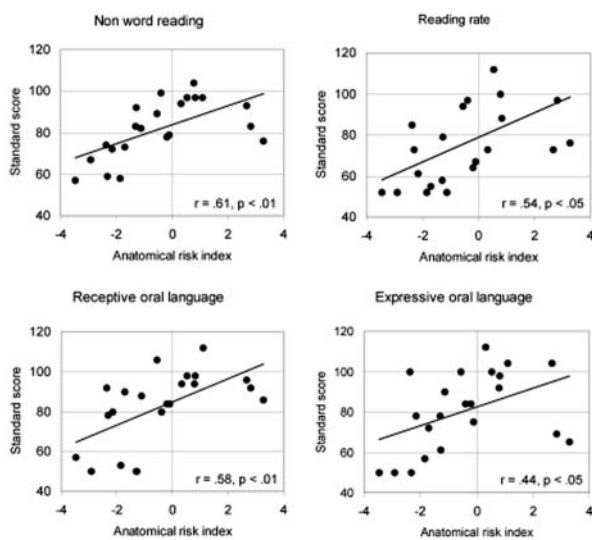 Non word reading
Standard score
120
100
80
60
40
r = .61, p < .01
-4 -2 0 2 4
Anatomical risk index
Reading rate
Standard score
120
100
80
60
40
r = .54, p < .05
-4 -2 0 2 4
Anatomical risk index
Receptive oral language
Standard score
120
100
80
60
40
r = .58, p < .01
-4 -2 0 2 4
Anatomical risk index
Expressive oral language
Standard score
120
100
80
60
40
r = .44, p < .05
-4 -2 0 2 4
Anatomical risk index